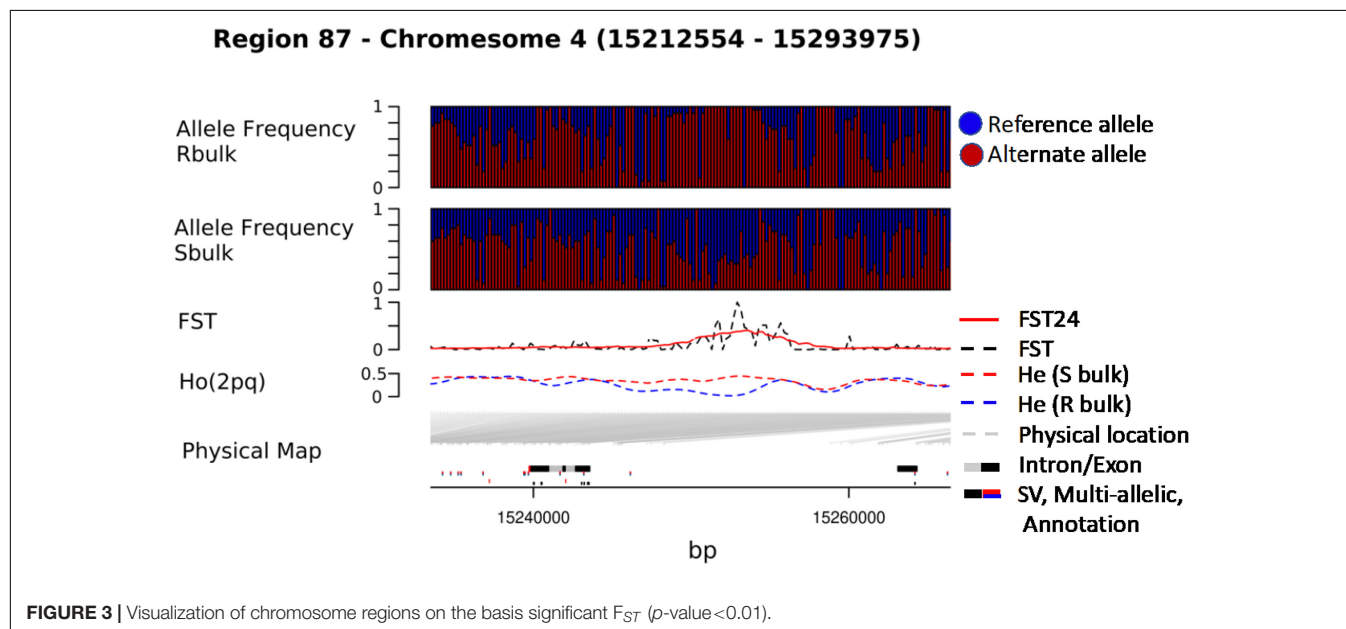 Region 87 - Chromesome 4 (15212554 - 15293975)
Allele Frequency
Rbulk
1
0
Reference allele
Alternate allele
Allele Frequency
Sbulk
1
0
FST
1
0
FST24
FST
Ho(2pq)
0.5
0
He (S bulk)
He (R bulk)
Physical Map
Physical location
Intron/Exon
SV, Multi-allelic,
Annotation
15240000
15260000
bp
FIGURE 3 | Visualization of chromosome regions on the basis significant FST (p-value<0.01).